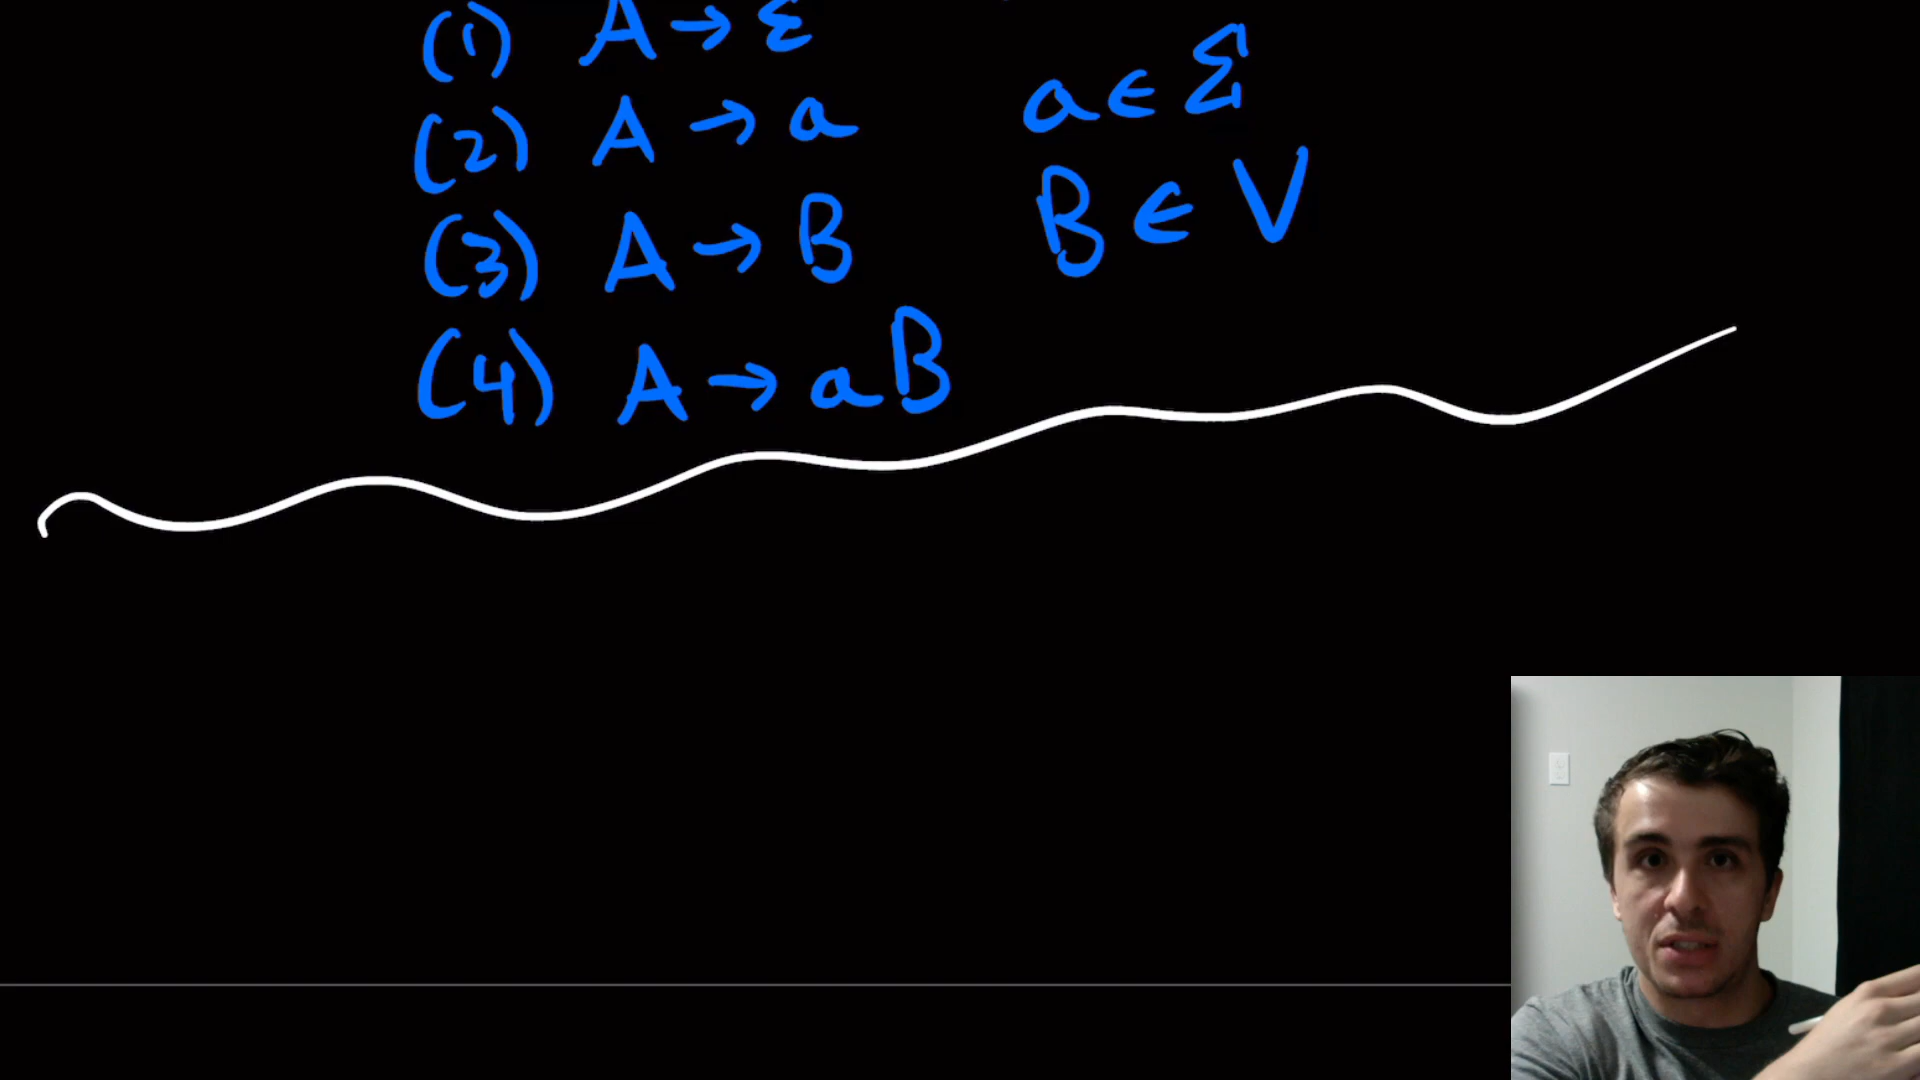 (1) A → ε
(2) A → a a ∈ Σ
(3) A → B B ∈ V
(4) A → aB